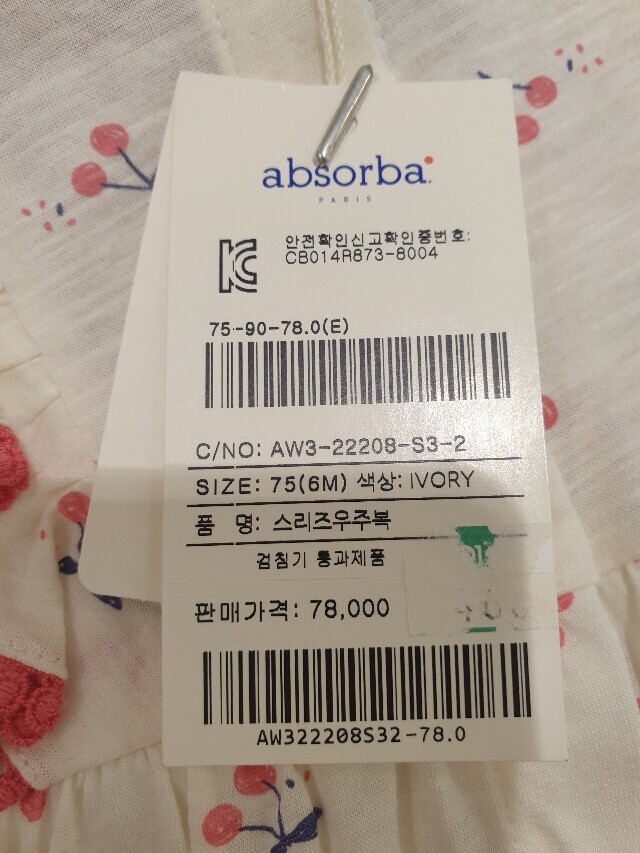 absorba
PARIS
안전확인신고확인증번호:
CB014R873-8004
75-90-78.0(E)
C/NO: AW3-22208-S3-2
SIZE: 75(6M) 색상: IVORY
품 명: 스리즈우주복
검침기 통과제품
판매가격: 78,000
AW322208S32-78.0